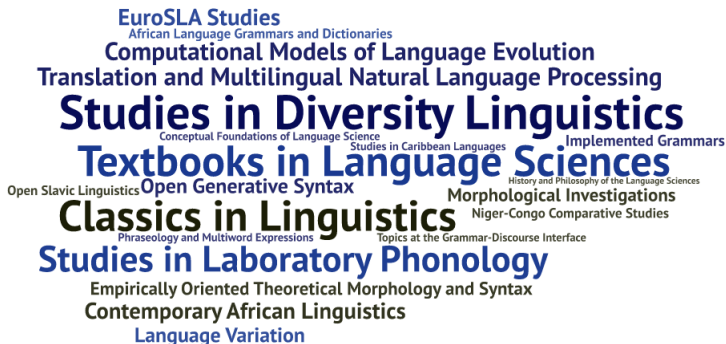 EuroSLA Studies
African Language Grammars and Dictionaries
Computational Models of Language Evolution
Translation and Multilingual Natural Language Processing
Studies in Diversity Linguistics
Conceptual Foundations of Language Science
Implemented Grammars
Studies in Caribbean Languages
Textbooks in Language Sciences
History and Philosophy of the Language Sciences
Open Slavic Linguistics
Open Generative Syntax
Morphological Investigations
Classics in Linguistics
Niger-Congo Comparative Studies
Phraseology and Multiword Expressions
Topics at the Grammar-Discourse Interface
Studies in Laboratory Phonology
Empirically Oriented Theoretical Morphology and Syntax
Contemporary African Linguistics
Language Variation